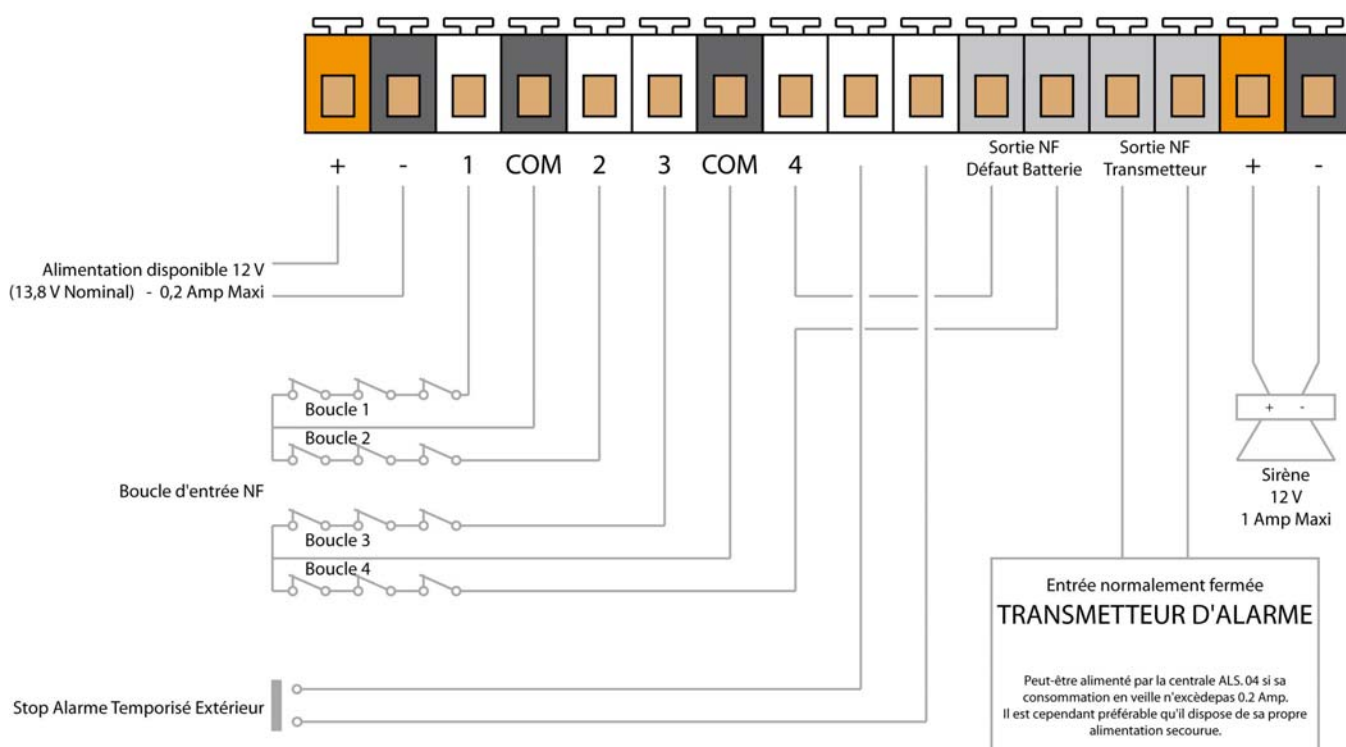 Sortie NF
Défaut Batterie
Sortie NF
Transmetteur
+ - 1 COM 2 3 COM 4 + -
Alimentation disponible 12 V
(13,8 V Nominal) - 0,2 Amp Maxi
Boucle 1
Boucle 2
Boucle d'entrée NF
Boucle 3
Boucle 4
+ -
Sirène
12 V
1 Amp Maxi
Entrée normalement fermée
TRANSMETTEUR D'ALARME
Peut-être alimenté par la centrale ALS.04 si sa
consommation en veille n'excèdepas 0.2 Amp.
Il est cependant préférable qu'il dispose de sa propre
alimentation secourue.
Stop Alarme Temporisé Extérieur